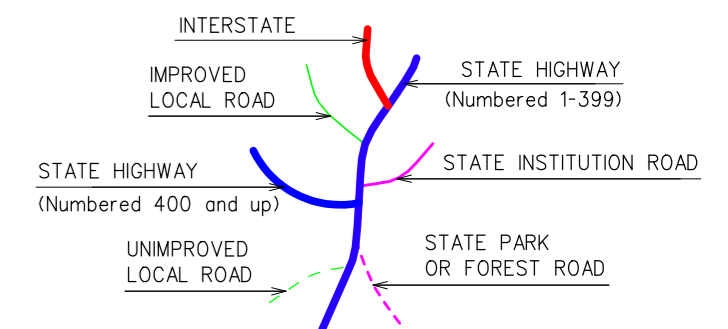 INTERSTATE
IMPROVED
LOCAL ROAD
STATE HIGHWAY
(Numbered 1-399)
STATE HIGHWAY
(Numbered 400 and up)
STATE INSTITUTION ROAD
UNIMPROVED
LOCAL ROAD
STATE PARK
OR FOREST ROAD